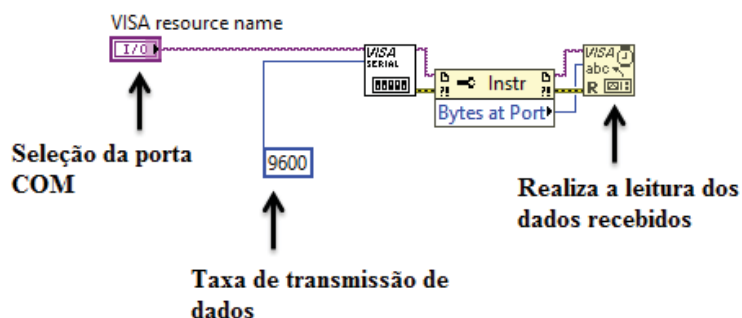 VISA resource name
I/O
VISA
SERIAL
Instr
Bytes at Port
VISA
abc
R
9600
Seleção da porta
COM
Realiza a leitura dos
dados recebidos
Taxa de transmissão de
dados